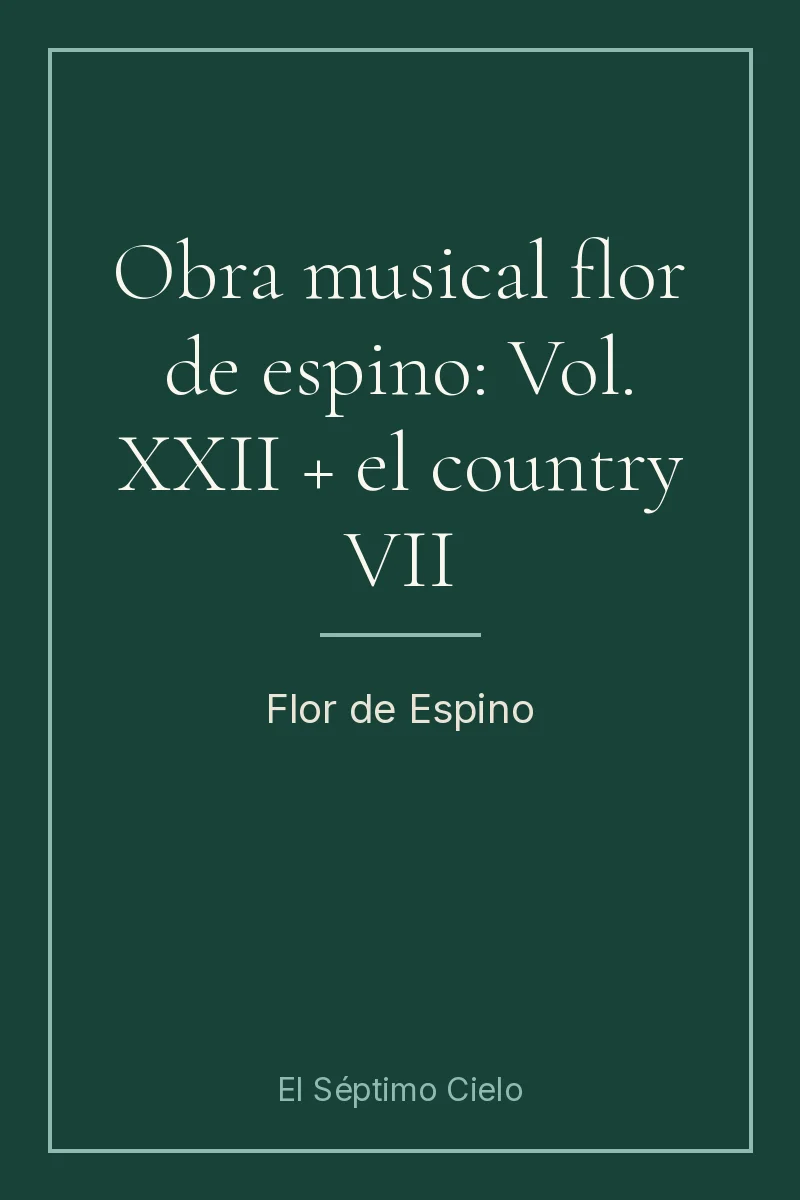 Obra musical flor
de espino: Vol.
XXII + el country
VII
Flor de Espino
El Séptimo Cielo